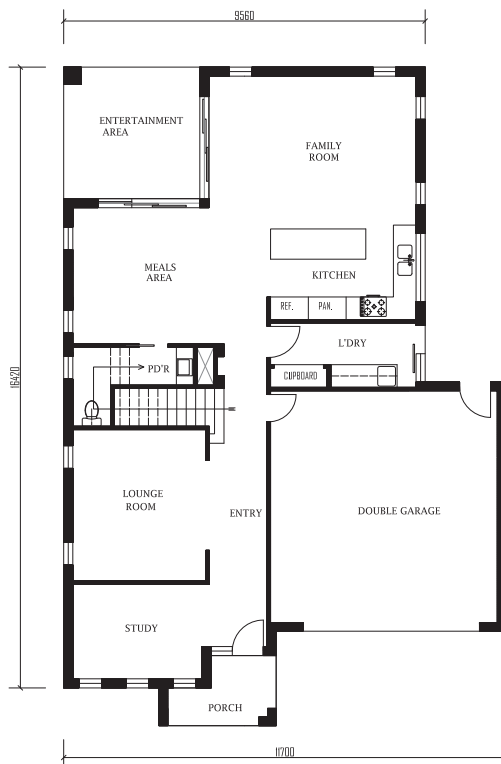 9560
ENTERTAINMENT
AREA
FAMILY
ROOM
MEALS
AREA
KITCHEN
REF.
PAN.
L'DRY
PD'R
CUPBOARD
16420
LOUNGE
ROOM
ENTRY
DOUBLE GARAGE
STUDY
PORCH
11700